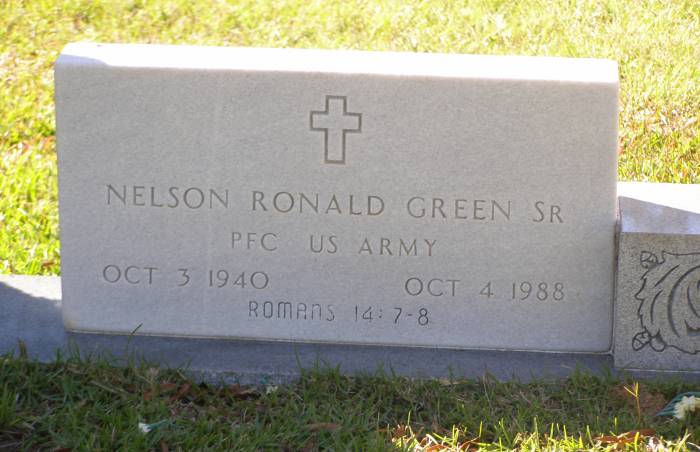 NELSON RONALD GREEN SR
PFC US ARMY
OCT 3 1940 OCT 4 1988
ROMANS 14:7-8